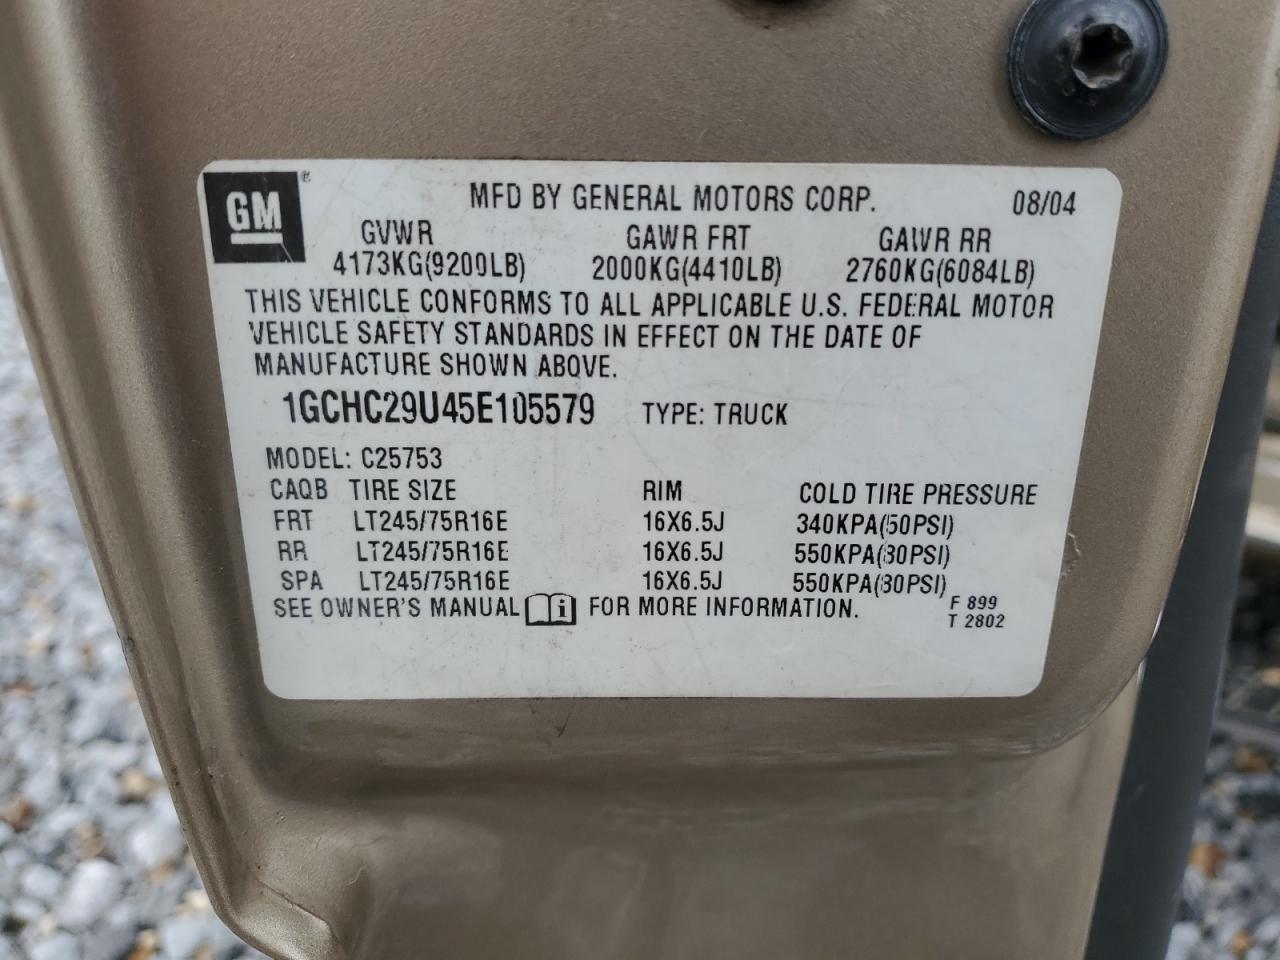 GM ®
MFD BY GENERAL MOTORS CORP. 08/04
GVWR GAWR FRT GAWR RR
4173KG(9200LB) 2000KG(4410LB) 2760KG(6084LB)
THIS VEHICLE CONFORMS TO ALL APPLICABLE U.S. FEDERAL MOTOR
VEHICLE SAFETY STANDARDS IN EFFECT ON THE DATE OF
MANUFACTURE SHOWN ABOVE.
1GCHC29U45E105579 TYPE: TRUCK
MODEL: C25753
CAQB TIRE SIZE RIM COLD TIRE PRESSURE
FRT LT245/75R16E 16X6.5J 340KPA(50PSI)
RR LT245/75R16E 16X6.5J 550KPA(80PSI)
SPA LT245/75R16E 16X6.5J 550KPA(80PSI)
SEE OWNER'S MANUAL i FOR MORE INFORMATION.
F 899
T 2802